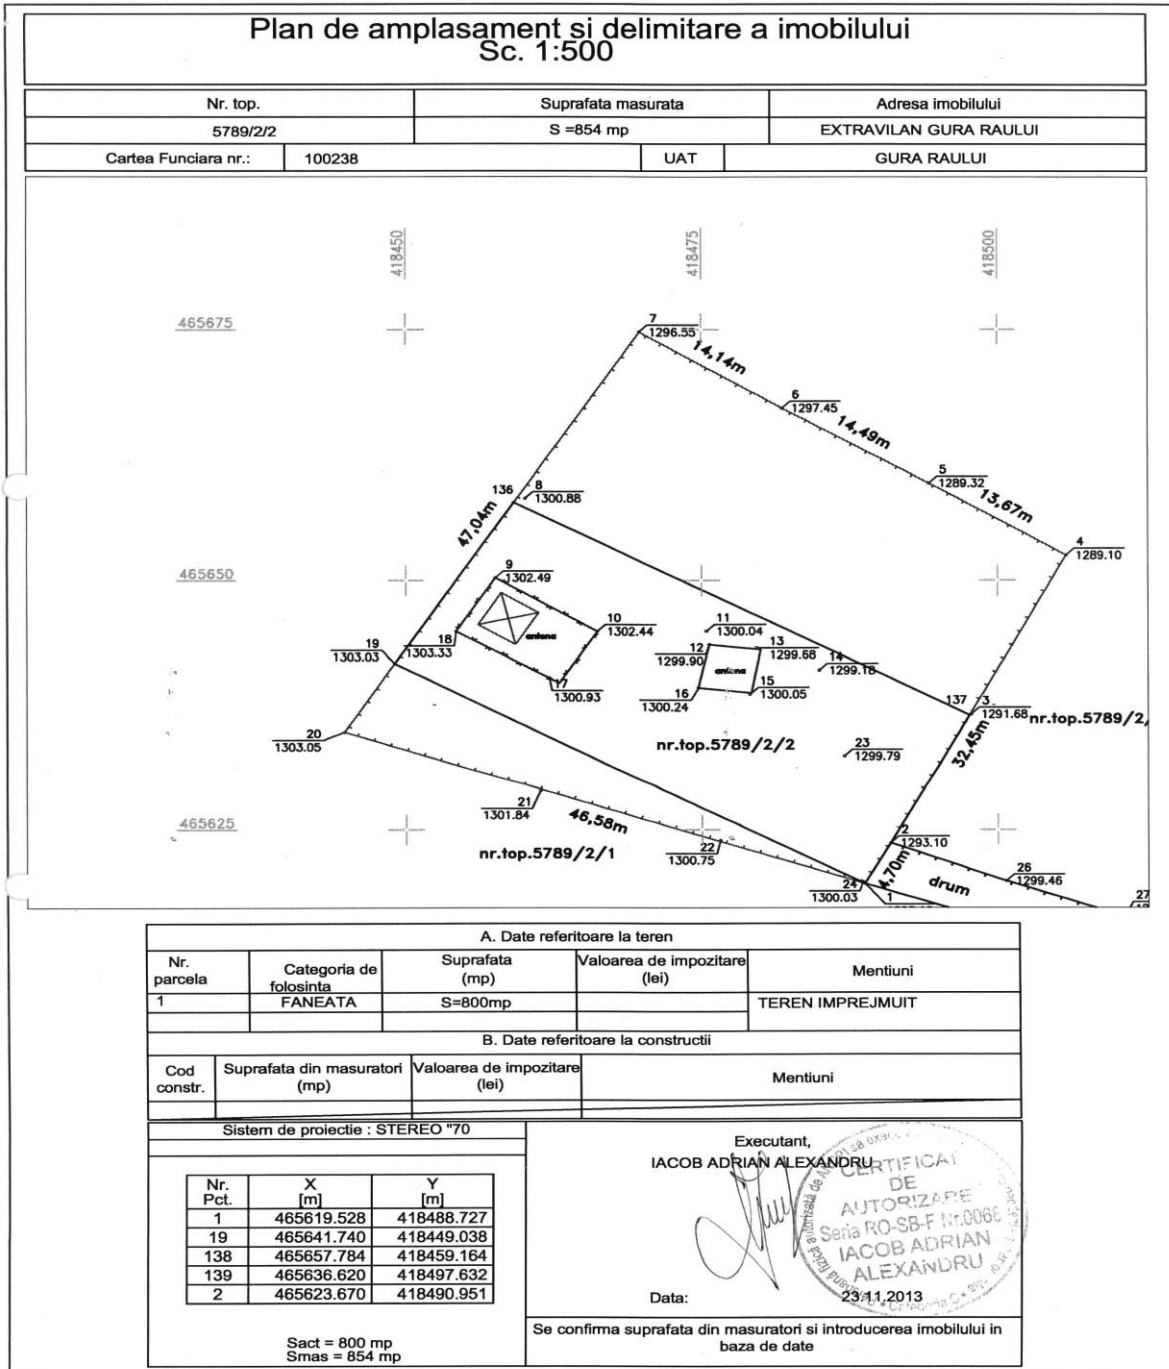 Plan de amplasament si delimitare a imobilului
Sc. 1:500
Nr. top. Suprafata masurata Adresa imobilului
5789/2/2 S =854 mp EXTRAVILAN GURA RAULUI
Cartea Funciara nr.: 100238 UAT GURA RAULUI
418450 418475 418500
465675
7
1296.55
14,14m
6
1297.45
14,49m
5
1289.32
13,67m
4
1289.10
136 8
1300.88
47,04m
465650
9
1302.49
antena
10
1302.44
11
1300.04
18
1303.33
19
1303.03
12
1299.90
13
1299.68
antena
14
1299.18
15
1300.05
16
1300.24
17
1300.93
137 3
1291.68
nr.top.5789/2/
32,45m
20
1303.05
nr.top.5789/2/2
23
1299.79
21
1301.84
465625
46,58m
22
1300.75
nr.top.5789/2/1
2
1293.10
4,70m
drum
26
1299.46
24
1300.03
1
27
A. Date referitoare la teren
Nr. parcela Categoria de folosinta Suprafata (mp) Valoarea de impozitare (lei) Mentiuni
1 FANEATA S=800mp TEREN IMPREJMUIT
B. Date referitoare la constructii
Cod constr. Suprafata din masuratori (mp) Valoarea de impozitare (lei) Mentiuni
Sistem de proiectie : STEREO "70
Nr. Pct. X [m] Y [m]
1 465619.528 418488.727
19 465641.740 418449.038
138 465657.784 418459.164
139 465636.620 418497.632
2 465623.670 418490.951
Sact = 800 mp
Smas = 854 mp
Executant,
IACOB ADRIAN ALEXANDRU
CERTIFICAT
DE
AUTORIZARE
Seria RO-SB-F Nr.0068
IACOB ADRIAN
ALEXANDRU
Categoria C
Data: 23.11.2013
Se confirma suprafata din masuratori si introducerea imobilului in
baza de date